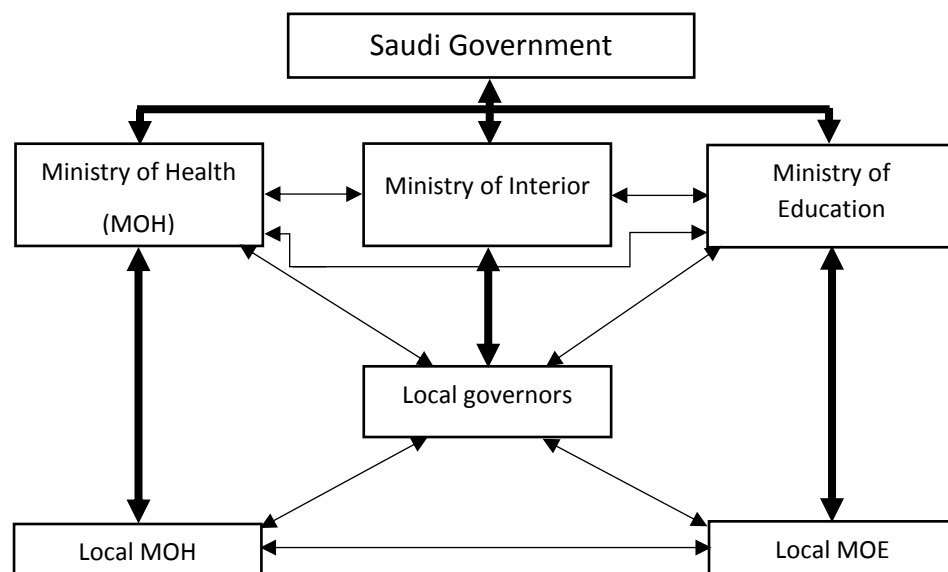 Saudi Government
Ministry of Health
(MOH)
Ministry of Interior
Ministry of
Education
Local governors
Local MOH
Local MOE